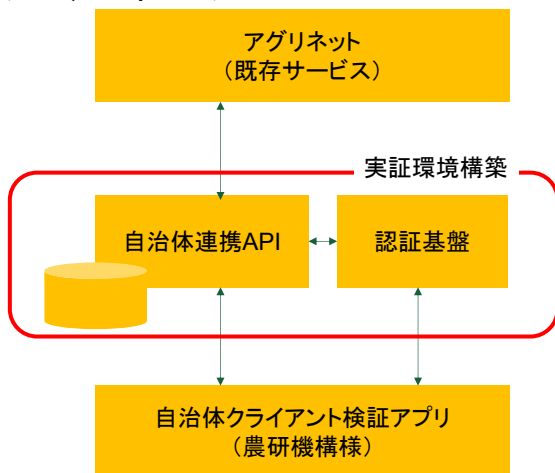 アグリネット
（既存サービス）
実証環境構築
自治体連携API
認証基盤
自治体クライアント検証アプリ
（農研機構様）